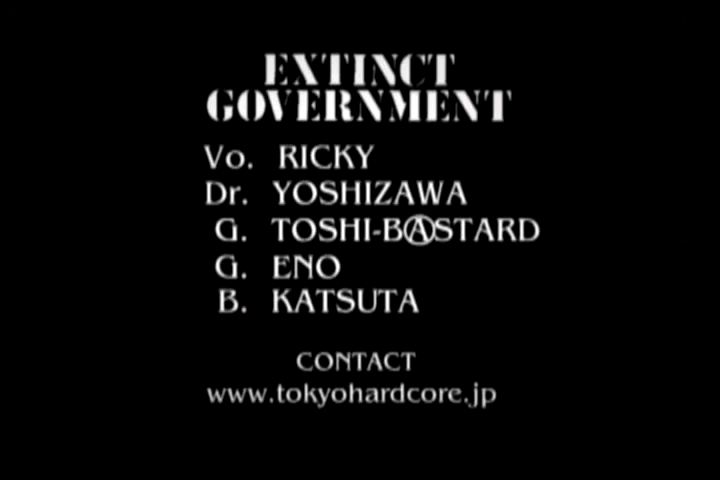 EXTINCT
GOVERNMENT
Vo. RICKY
Dr. YOSHIZAWA
G. TOSHI-BⒶSTARD
G. ENO
B. KATSUTA
CONTACT
www.tokyohardcore.jp